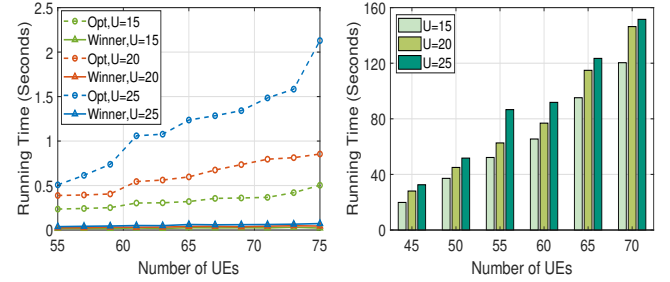 2.5
2
1.5
1
0.5
0
Running Time (Seconds)
Opt,U=15
Winner,U=15
Opt,U=20
Winner,U=20
Opt,U=25
Winner,U=25
55 60 65 70 75
Number of UEs
160
120
80
40
0
Running Time (Seconds)
U=15
U=20
U=25
45 50 55 60 65 70
Number of UEs